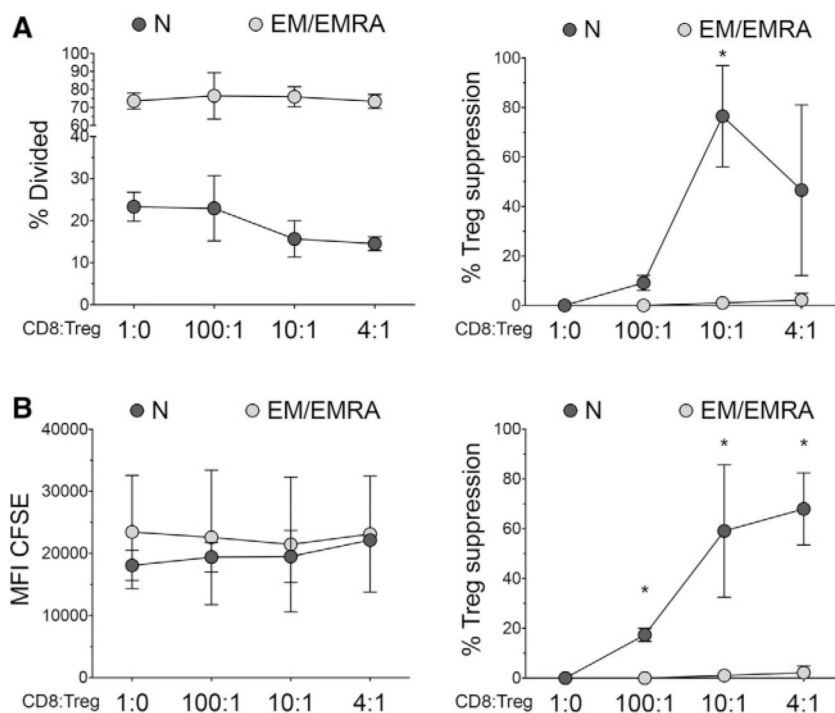 A
N
EM/EMRA
% Divided
100
90
80
70
60
40
30
20
10
0
CD8:Treg
1:0
100:1
10:1
4:1
N
EM/EMRA
% Treg suppression
100
80
60
40
20
0
*
CD8:Treg
1:0
100:1
10:1
4:1
B
N
EM/EMRA
MFI CFSE
40000
30000
20000
10000
0
CD8:Treg
1:0
100:1
10:1
4:1
N
EM/EMRA
% Treg suppression
100
80
60
40
20
0
*
*
*
CD8:Treg
1:0
100:1
10:1
4:1